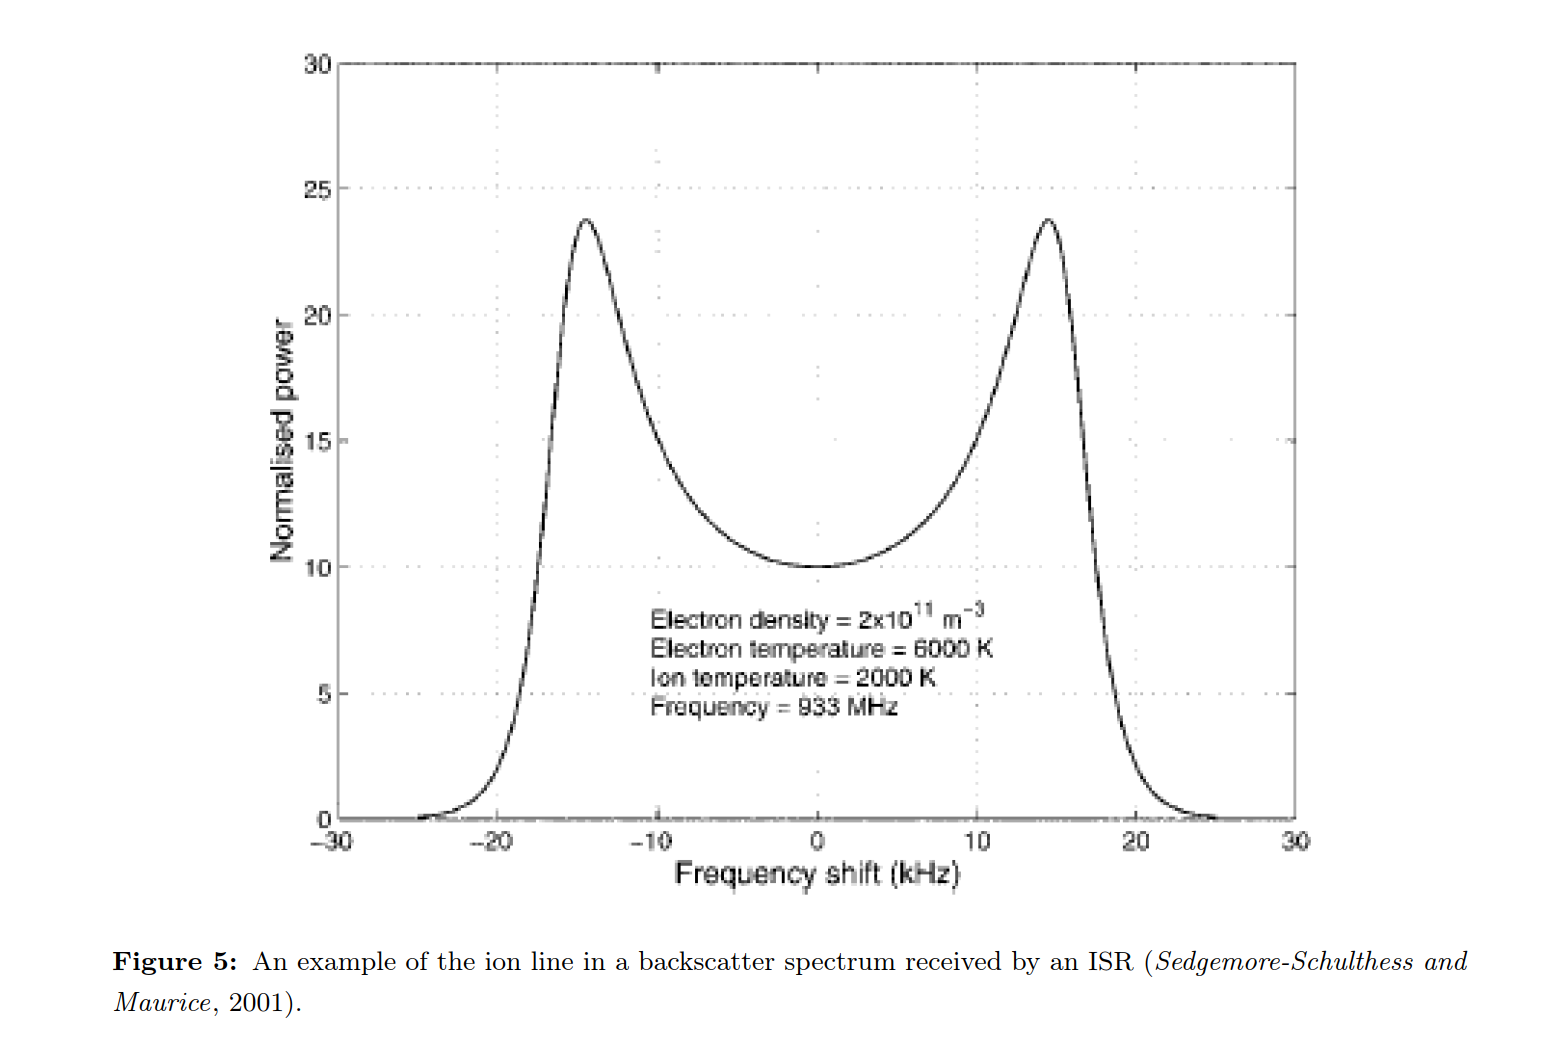 30
25
20
15
10
5
0
Normalised power
Electron density = 2x10¹¹ m⁻³
Electron temperature = 6000 K
Ion temperature = 2000 K
Frequency = 933 MHz
−30 −20 −10 0 10 20 30
Frequency shift (kHz)
Figure 5: An example of the ion line in a backscatter spectrum received by an ISR (Sedgemore-Schulthess and
Maurice, 2001).